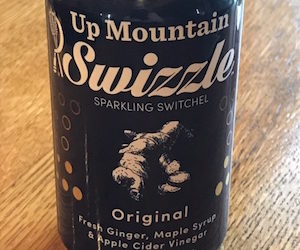 Up Mountain
Swizzle
SPARKLING SWITCHEL
Original
Fresh Ginger, Maple Syrup
& Apple Cider Vinegar